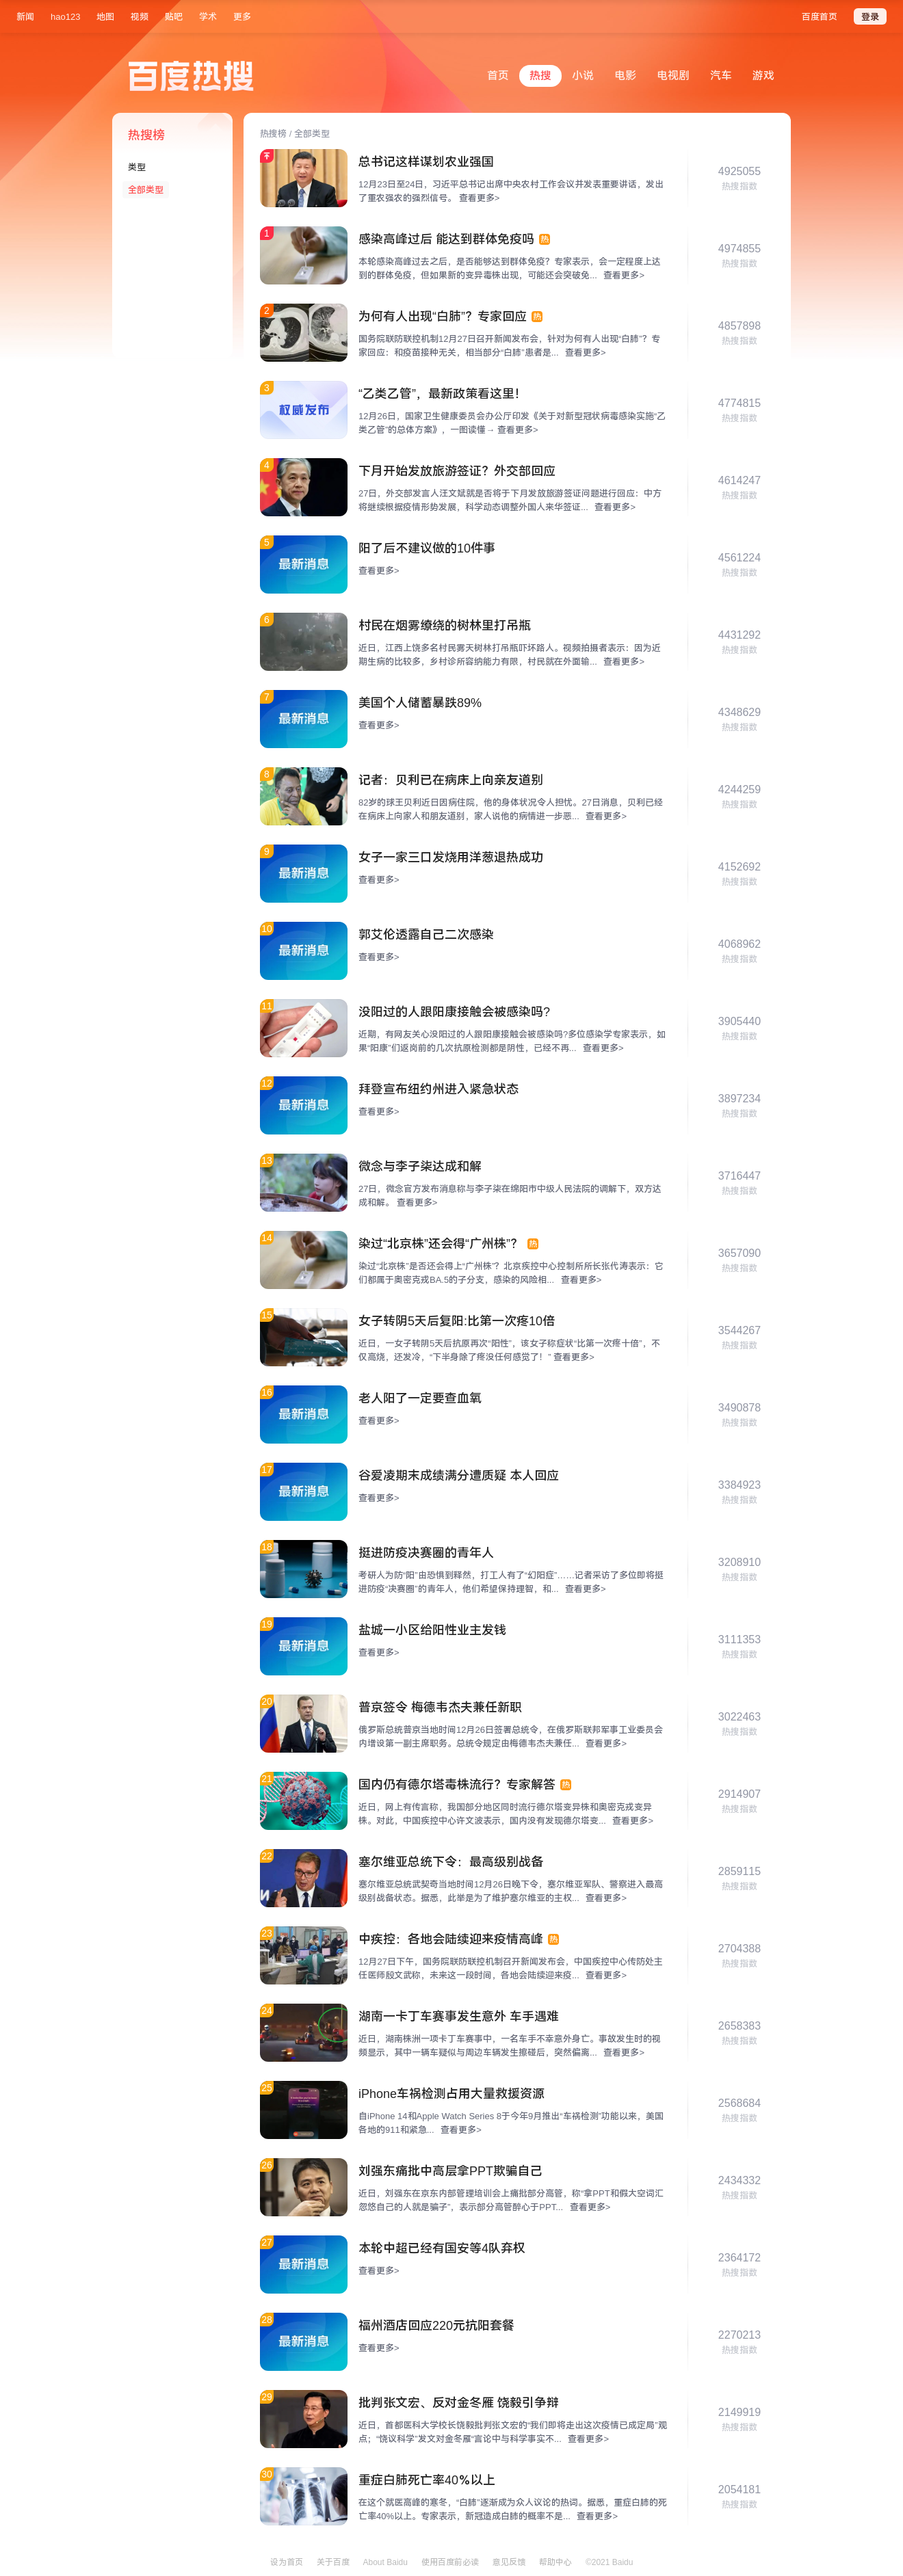 新闻 hao123 地图 视频 贴吧 学术 更多 百度首页 登录
百度热搜
首页 热搜 小说 电影 电视剧 汽车 游戏
热搜榜
类型
全部类型
热搜榜 / 全部类型
总书记这样谋划农业强国
12月23日至24日，习近平总书记出席中央农村工作会议并发表重要讲话，发出
了重农强农的强烈信号。 查看更多>
4925055
热搜指数
1
感染高峰过后 能达到群体免疫吗 热
本轮感染高峰过去之后，是否能够达到群体免疫？专家表示，会一定程度上达
到的群体免疫，但如果新的变异毒株出现，可能还会突破免... 查看更多>
4974855
热搜指数
2
为何有人出现“白肺”？专家回应 热
国务院联防联控机制12月27日召开新闻发布会，针对为何有人出现“白肺”？专
家回应：和疫苗接种无关，相当部分“白肺”患者是... 查看更多>
4857898
热搜指数
3
权威发布
“乙类乙管”，最新政策看这里！
12月26日，国家卫生健康委员会办公厅印发《关于对新型冠状病毒感染实施“乙
类乙管”的总体方案》，一图读懂→ 查看更多>
4774815
热搜指数
4
下月开始发放旅游签证？外交部回应
27日，外交部发言人汪文斌就是否将于下月发放旅游签证问题进行回应：中方
将继续根据疫情形势发展，科学动态调整外国人来华签证... 查看更多>
4614247
热搜指数
5
最新消息
阳了后不建议做的10件事
查看更多>
4561224
热搜指数
6
村民在烟雾缭绕的树林里打吊瓶
近日，江西上饶多名村民雾天树林打吊瓶吓坏路人。视频拍摄者表示：因为近
期生病的比较多，乡村诊所容纳能力有限，村民就在外面输... 查看更多>
4431292
热搜指数
7
最新消息
美国个人储蓄暴跌89%
查看更多>
4348629
热搜指数
8
记者：贝利已在病床上向亲友道别
82岁的球王贝利近日因病住院，他的身体状况令人担忧。27日消息，贝利已经
在病床上向家人和朋友道别，家人说他的病情进一步恶... 查看更多>
4244259
热搜指数
9
最新消息
女子一家三口发烧用洋葱退热成功
查看更多>
4152692
热搜指数
10
最新消息
郭艾伦透露自己二次感染
查看更多>
4068962
热搜指数
11
没阳过的人跟阳康接触会被感染吗?
近期，有网友关心没阳过的人跟阳康接触会被感染吗?多位感染学专家表示，如
果“阳康”们返岗前的几次抗原检测都是阴性，已经不再... 查看更多>
3905440
热搜指数
12
最新消息
拜登宣布纽约州进入紧急状态
查看更多>
3897234
热搜指数
13
微念与李子柒达成和解
27日，微念官方发布消息称与李子柒在绵阳市中级人民法院的调解下，双方达
成和解。 查看更多>
3716447
热搜指数
14
染过“北京株”还会得“广州株”？ 热
染过“北京株”是否还会得上“广州株”？北京疾控中心控制所所长张代涛表示：它
们都属于奥密克戎BA.5的子分支，感染的风险相... 查看更多>
3657090
热搜指数
15
女子转阴5天后复阳:比第一次疼10倍
近日，一女子转阴5天后抗原再次“阳性”，该女子称症状“比第一次疼十倍”，不
仅高烧，还发冷，“下半身除了疼没任何感觉了！” 查看更多>
3544267
热搜指数
16
最新消息
老人阳了一定要查血氧
查看更多>
3490878
热搜指数
17
最新消息
谷爱凌期末成绩满分遭质疑 本人回应
查看更多>
3384923
热搜指数
18
挺进防疫决赛圈的青年人
考研人为防“阳”由恐惧到释然，打工人有了“幻阳症”……记者采访了多位即将挺
进防疫“决赛圈”的青年人，他们希望保持理智，和... 查看更多>
3208910
热搜指数
19
最新消息
盐城一小区给阳性业主发钱
查看更多>
3111353
热搜指数
20
普京签令 梅德韦杰夫兼任新职
俄罗斯总统普京当地时间12月26日签署总统令，在俄罗斯联邦军事工业委员会
内增设第一副主席职务。总统令规定由梅德韦杰夫兼任... 查看更多>
3022463
热搜指数
21
国内仍有德尔塔毒株流行？专家解答 热
近日，网上有传言称，我国部分地区同时流行德尔塔变异株和奥密克戎变异
株。对此，中国疾控中心许文波表示，国内没有发现德尔塔变... 查看更多>
2914907
热搜指数
22
塞尔维亚总统下令：最高级别战备
塞尔维亚总统武契奇当地时间12月26日晚下令，塞尔维亚军队、警察进入最高
级别战备状态。据悉，此举是为了维护塞尔维亚的主权... 查看更多>
2859115
热搜指数
23
中疾控：各地会陆续迎来疫情高峰 热
12月27日下午，国务院联防联控机制召开新闻发布会，中国疾控中心传防处主
任医师殷文武称，未来这一段时间，各地会陆续迎来疫... 查看更多>
2704388
热搜指数
24
湖南一卡丁车赛事发生意外 车手遇难
近日，湖南株洲一项卡丁车赛事中，一名车手不幸意外身亡。事故发生时的视
频显示，其中一辆车疑似与周边车辆发生擦碰后，突然偏离... 查看更多>
2658383
热搜指数
25
iPhone车祸检测占用大量救援资源
自iPhone 14和Apple Watch Series 8于今年9月推出“车祸检测”功能以来，美国
各地的911和紧急... 查看更多>
2568684
热搜指数
26
刘强东痛批中高层拿PPT欺骗自己
近日，刘强东在京东内部管理培训会上痛批部分高管，称“拿PPT和假大空词汇
忽悠自己的人就是骗子”，表示部分高管醉心于PPT... 查看更多>
2434332
热搜指数
27
最新消息
本轮中超已经有国安等4队弃权
查看更多>
2364172
热搜指数
28
最新消息
福州酒店回应220元抗阳套餐
查看更多>
2270213
热搜指数
29
批判张文宏、反对金冬雁 饶毅引争辩
近日，首都医科大学校长饶毅批判张文宏的“我们即将走出这次疫情已成定局”观
点；“饶议科学”发文对金冬雁“言论中与科学事实不... 查看更多>
2149919
热搜指数
30
重症白肺死亡率40％以上
在这个就医高峰的寒冬，“白肺”逐渐成为众人议论的热词。据悉，重症白肺的死
亡率40%以上。专家表示，新冠造成白肺的概率不是... 查看更多>
2054181
热搜指数
设为首页 关于百度 About Baidu 使用百度前必读 意见反馈 帮助中心 ©2021 Baidu